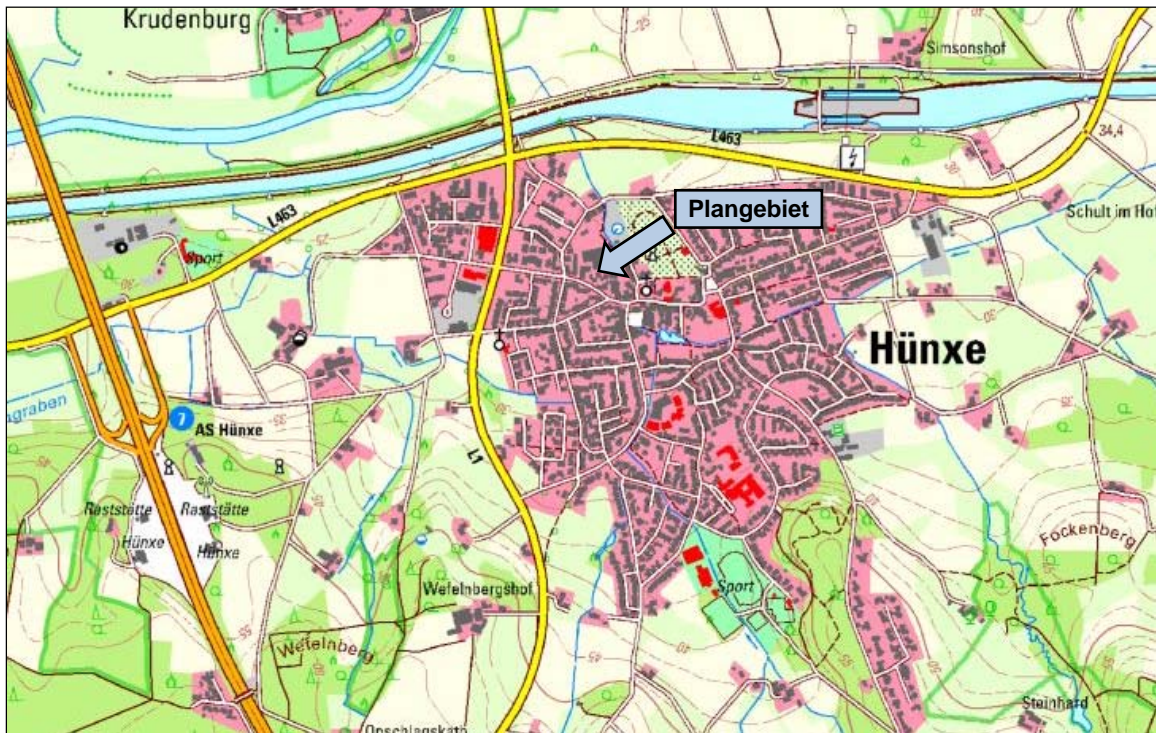 Krudenburg
Simsonshof
L463
34,4
Plangebiet
Schult im Hof
L463
Sport
Hünxe
graben
7
AS Hünxe
L1
Raststätte
Raststätte
Hünxe
Hünxe
Fockenberg
Wefelnbergshof
Sport
Wefelnberg
Steinhard
Opschlagskath